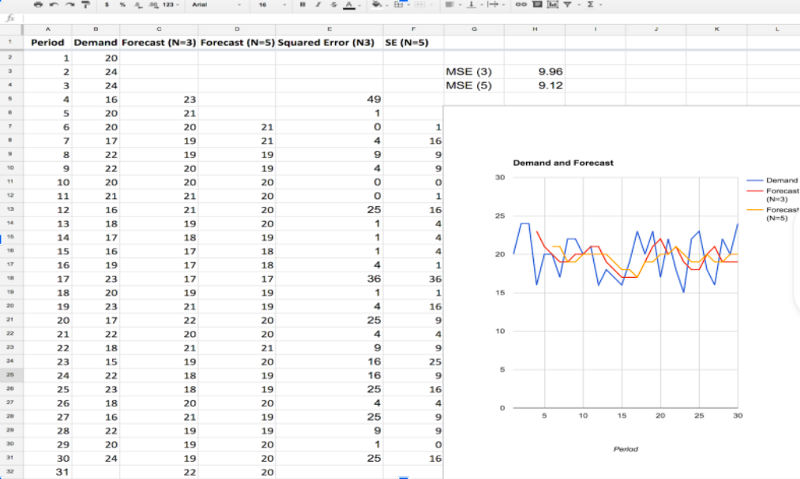 $ % .0 .00 123 Arial 16 B I S A
fx
A B C D E F G H I J K L
1 Period Demand Forecast (N=3) Forecast (N=5) Squared Error (N3) SE (N=5)
2 1 20
3 2 24 MSE (3) 9.96
4 3 24 MSE (5) 9.12
5 4 16 23 49
6 5 20 21 1
7 6 20 20 21 0 1
8 7 17 19 21 4 16
9 8 22 19 19 9 9
10 9 22 20 19 4 9
11 10 20 20 20 0 0
12 11 21 21 20 0 1
13 12 16 21 20 25 16
14 13 18 19 20 1 4
15 14 17 18 19 1 4
16 15 16 17 18 1 4
17 16 19 17 18 4 1
18 17 23 17 17 36 36
19 18 20 19 19 1 1
20 19 23 21 19 4 16
21 20 17 22 20 25 9
22 21 22 20 20 4 4
23 22 18 21 21 9 9
24 23 15 19 20 16 25
25 24 22 18 19 16 9
26 25 23 18 19 25 16
27 26 18 20 20 4 4
28 27 16 21 19 25 9
29 28 22 19 19 9 9
30 29 20 19 20 1 0
31 30 24 19 20 25 16
32 31 22 20
Demand and Forecast
30
25
20
15
10
5
0
5 10 15 20 25 30
Period
Demand
Forecast
(N=3)
Forecast
(N=5)